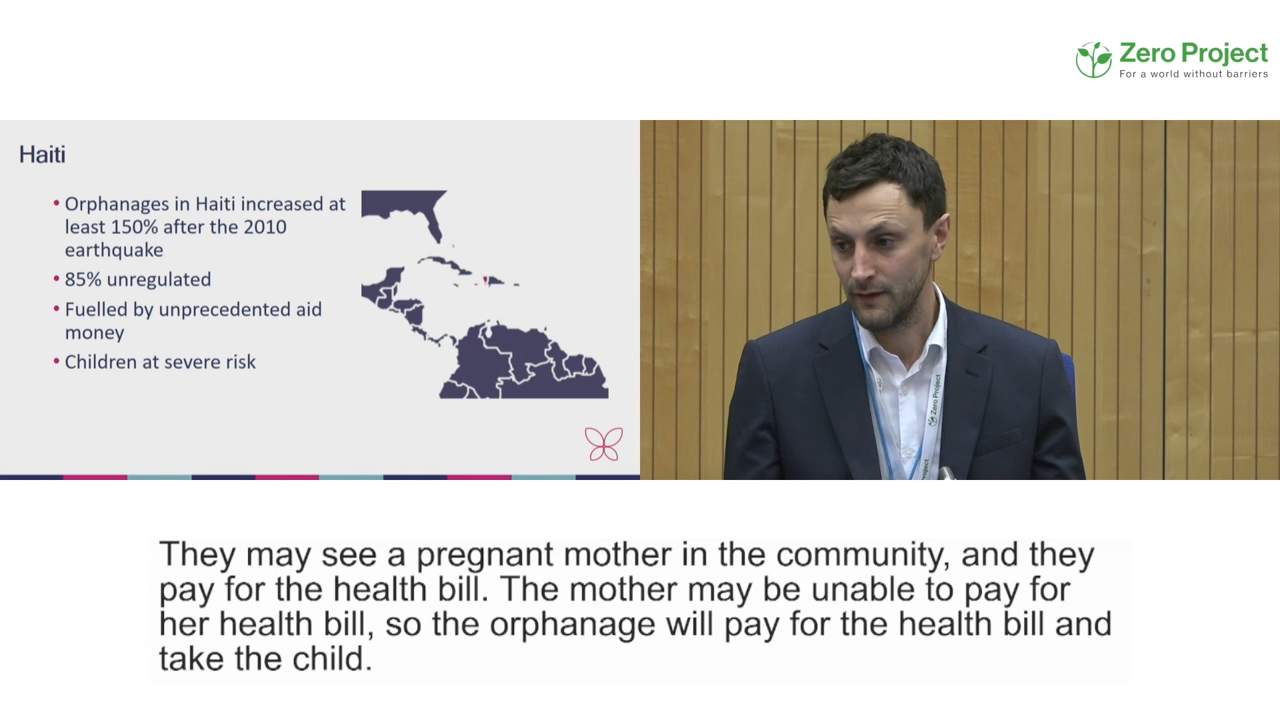 Zero Project
For a world without barriers
Haiti
• Orphanages in Haiti increased at
least 150% after the 2010
earthquake
• 85% unregulated
• Fuelled by unprecedented aid
money
• Children at severe risk
Zero Project
Project
They may see a pregnant mother in the community, and they
pay for the health bill. The mother may be unable to pay for
her health bill, so the orphanage will pay for the health bill and
take the child.